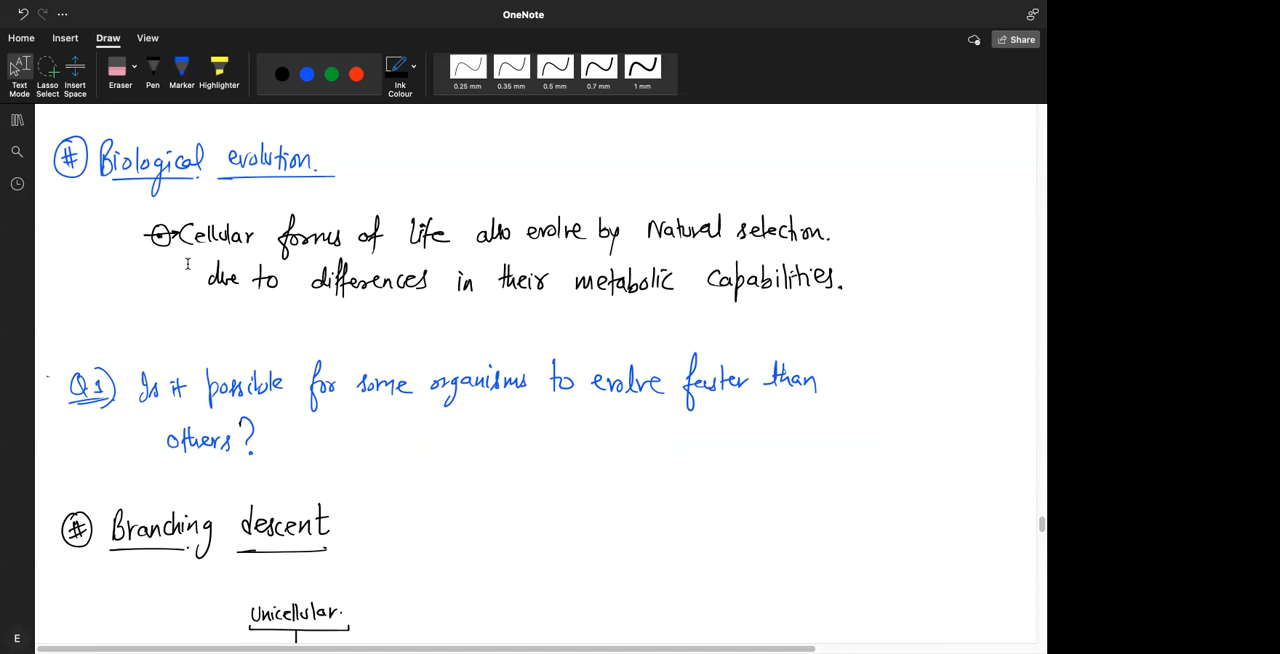 OneNote
Home Insert Draw View
Share
Text Mode Lasso Select Insert Space Eraser Pen Marker Highlighter Ink Colour 0.25 mm 0.35 mm 0.5 mm 0.7 mm 1 mm
# Biological evolution.
Cellular forms of life also evolve by Natural selection.
due to differences in their metabolic capabilities.
Q1) Is it possible for some organisms to evolve faster than
others?
# Branching descent
Unicellular.
E